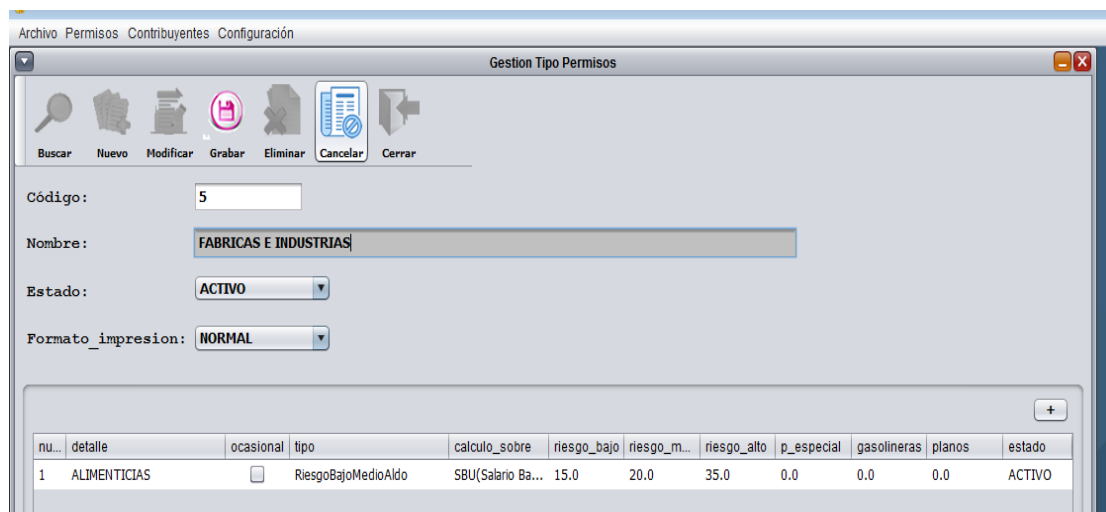 Archivo Permisos Contribuyentes Configuración
Gestion Tipo Permisos
Buscar Nuevo Modificar Grabar Eliminar Cancelar Cerrar
Código: 5
Nombre: FABRICAS E INDUSTRIAS
Estado: ACTIVO
Formato_impresion: NORMAL
+
nu... detalle ocasional tipo calculo_sobre riesgo_bajo riesgo_m... riesgo_alto p_especial gasolineras planos estado
1 ALIMENTICIAS RiesgoBajoMedioAldo SBU(Salario Ba... 15.0 20.0 35.0 0.0 0.0 0.0 ACTIVO